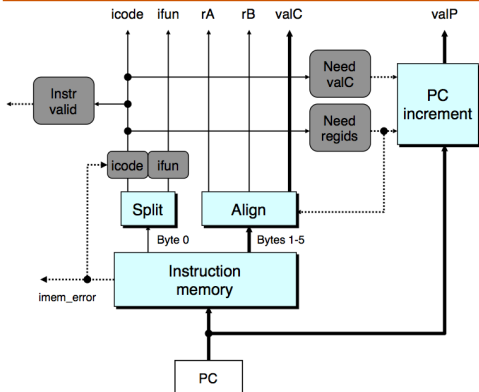 icode ifun rA rB valC valP
Need
valC
Instr
valid
PC
increment
Need
regids
icode ifun
Split
Align
Byte 0
Bytes 1-5
Instruction
memory
imem_error
PC